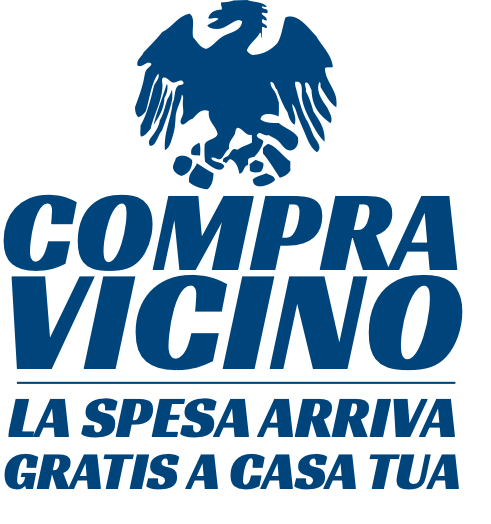 COMPRA
VICINO
LA SPESA ARRIVA
GRATIS A CASA TUA